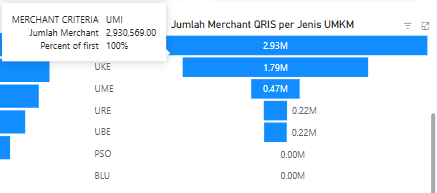 MERCHANT CRITERIA UMI
Jumlah Merchant 2,930,569.00
Percent of first 100%
Jumlah Merchant QRIS per Jenis UMKM
2.93M
UKE 1.79M
UME 0.47M
URE 0.22M
UBE 0.22M
PSO 0.00M
BLU 0.00M